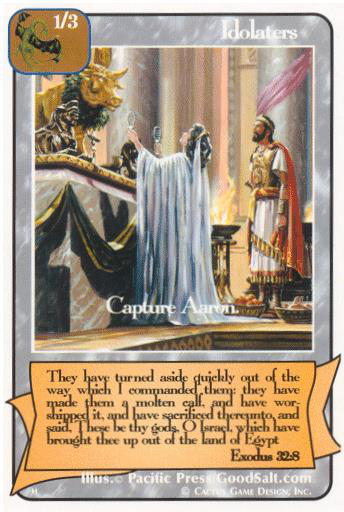 1/3
Idolaters
Capture Aaron.
They have turned aside quickly out of the
way which I commanded them: they have
made them a molten calf, and have wor-
shipped it, and have sacrificed thereunto, and
said, These be thy gods, O Israel, which have
brought thee up out of the land of Egypt
Exodus 32:8
Illus.© Pacific Press GoodSalt.com
H © Cactus Game Design, Inc.